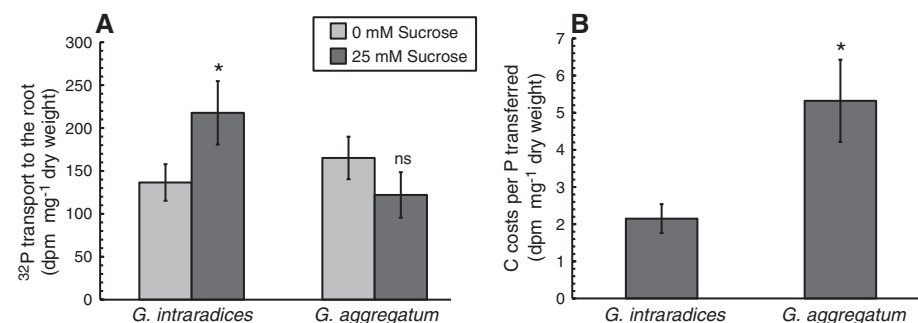 A
0 mM Sucrose
25 mM Sucrose
³²P transport to the root
(dpm mg⁻¹ dry weight)
300
250
200
150
100
50
0
*
ns
G. intraradices G. aggregatum
B
C costs per P transferred
(dpm mg⁻¹ dry weight)
7
6
5
4
3
2
1
0
*
G. intraradices G. aggregatum